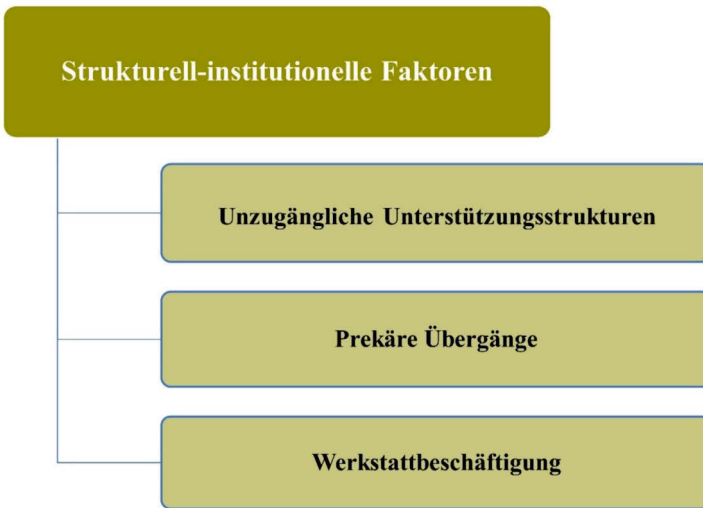 Strukturell-institutionelle Faktoren
Unzugängliche Unterstützungsstrukturen
Prekäre Übergänge
Werkstattbeschäftigung